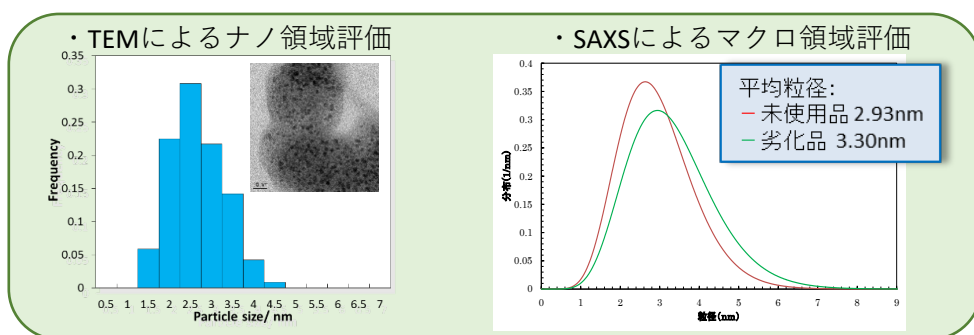 ・TEMによるナノ領域評価
0.35
0.3
0.25
0.2
0.15
0.1
0.05
0
Frequency
0.5 1 1.5 2 2.5 3 3.5 4 4.5 5 5.5 6 6.5 7
Particle size/ nm
・SAXSによるマクロ領域評価
0.4
0.35
0.3
0.25
0.2
0.15
0.1
0.05
0
分布(1/nm)
0 1 2 3 4 5 6 7 8 9
粒径(nm)
平均粒径:
未使用品 2.93nm
劣化品 3.30nm